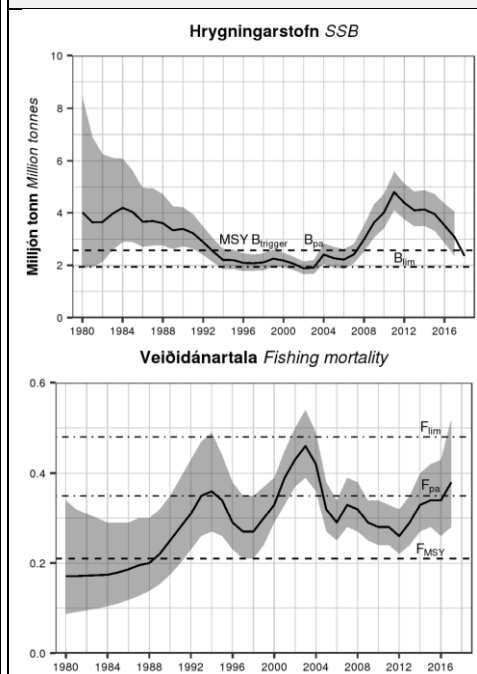 Hrygningarstofn SSB
Milljón tonn Million tonnes
10
8
6
4
2
0
MSY Btrigger
Bpa
Blim
1980 1984 1988 1992 1996 2000 2004 2008 2012 2016
Veiðidánartala Fishing mortality
0.6
0.4
0.2
0.0
Flim
Fpa
FMSY
1980 1984 1988 1992 1996 2000 2004 2008 2012 2016